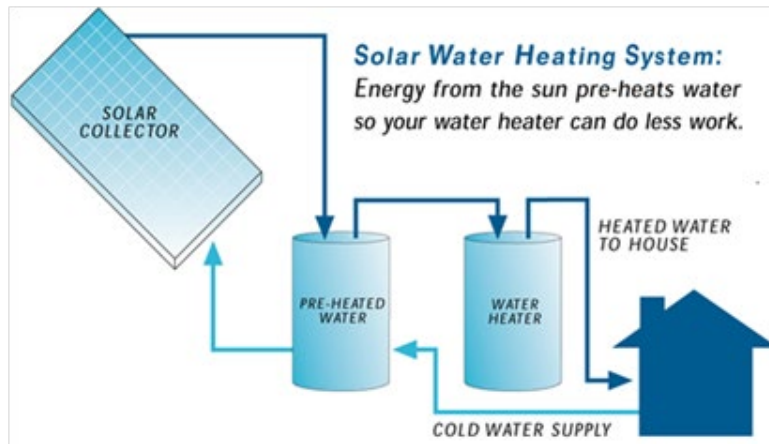 Solar Water Heating System:
Energy from the sun pre-heats water
so your water heater can do less work.
SOLAR
COLLECTOR
HEATED WATER
TO HOUSE
PRE-HEATED
WATER
WATER
HEATER
COLD WATER SUPPLY